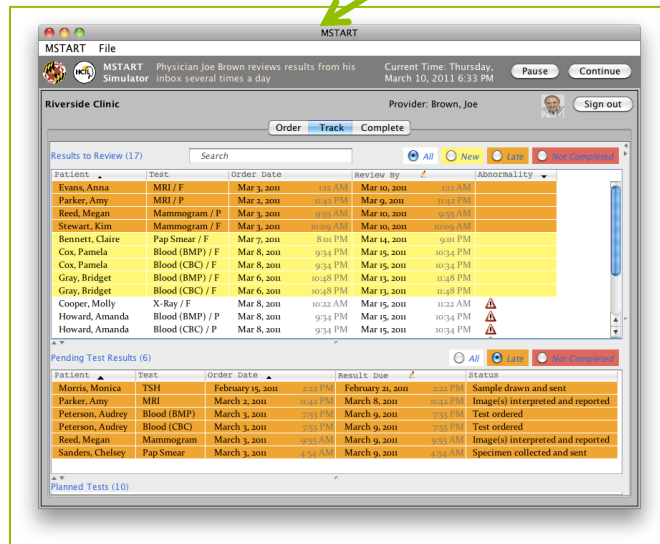 MSTART
MSTART File
MSTART Simulator Physician Joe Brown reviews results from his inbox several times a day Current Time: Thursday, March 10, 2011 6:33 PM Pause Continue
HCIL
Riverside Clinic Provider: Brown, Joe Sign out
Order Track Complete
Results to Review (17) Search All New Late Not Completed
Patient Test Order Date Review By Abnormality
Evans, Anna MRI / F Mar 3, 2011 1:12 AM Mar 10, 2011 1:12 AM
Parker, Amy MRI / P Mar 2, 2011 11:42 PM Mar 9, 2011 11:42 PM
Reed, Megan Mammogram / P Mar 3, 2011 9:55 AM Mar 10, 2011 9:55 AM
Stewart, Kim Mammogram / F Mar 3, 2011 10:09 AM Mar 10, 2011 10:09 AM
Bennett, Claire Pap Smear / F Mar 7, 2011 8:01 PM Mar 14, 2011 9:01 PM
Cox, Pamela Blood (BMP) / F Mar 8, 2011 9:34 PM Mar 15, 2011 10:34 PM
Cox, Pamela Blood (CBC) / F Mar 8, 2011 9:34 PM Mar 15, 2011 10:34 PM
Gray, Bridget Blood (BMP) / F Mar 6, 2011 10:48 PM Mar 13, 2011 11:48 PM
Gray, Bridget Blood (CBC) / F Mar 6, 2011 10:48 PM Mar 13, 2011 11:48 PM
Cooper, Molly X-Ray / F Mar 8, 2011 10:22 AM Mar 15, 2011 11:22 AM
Howard, Amanda Blood (BMP) / P Mar 8, 2011 9:34 PM Mar 15, 2011 10:34 PM
Howard, Amanda Blood (CBC) / P Mar 8, 2011 9:34 PM Mar 15, 2011 10:34 PM
Pending Test Results (6) All Late Not Completed
Patient Test Order Date Result Due Status
Morris, Monica TSH February 15, 2011 2:22 PM February 21, 2011 2:22 PM Sample drawn and sent
Parker, Amy MRI March 2, 2011 11:42 PM March 8, 2011 11:42 PM Image(s) interpreted and reported
Peterson, Audrey Blood (BMP) March 3, 2011 7:53 PM March 9, 2011 7:53 PM Test ordered
Peterson, Audrey Blood (CBC) March 3, 2011 7:53 PM March 9, 2011 7:53 PM Test ordered
Reed, Megan Mammogram March 3, 2011 9:55 AM March 9, 2011 9:55 AM Image(s) interpreted and reported
Sanders, Chelsey Pap Smear March 3, 2011 4:54 AM March 9, 2011 4:54 AM Specimen collected and sent
Planned Tests (10)